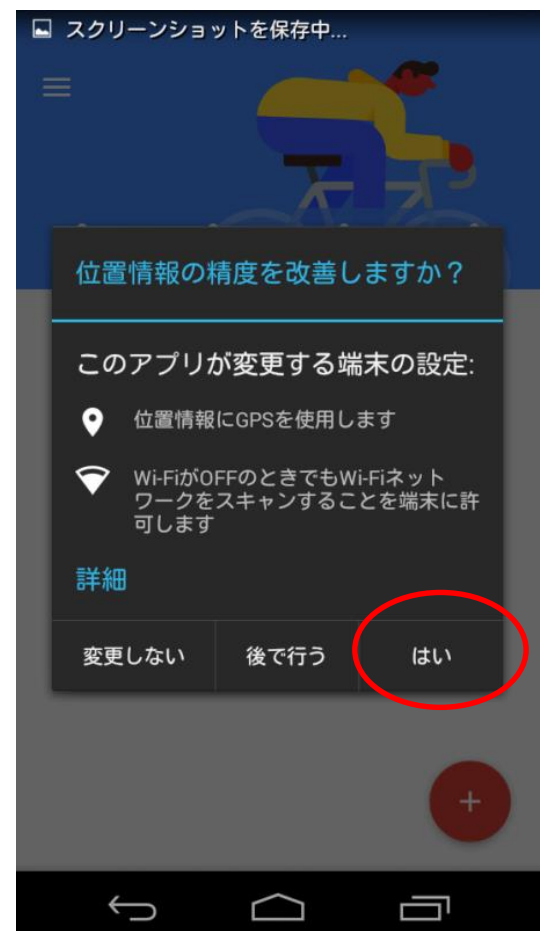 スクリーンショットを保存中...
位置情報の精度を改善しますか？
このアプリが変更する端末の設定:
位置情報にGPSを使用します
Wi-FiがOFFのときでもWi-Fiネット
ワークをスキャンすることを端末に許
可します
詳細
変更しない 後で行う はい